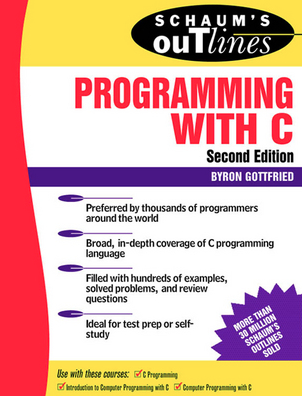 SCHAUM'S
OUTlines
PROGRAMMING
WITH C
Second Edition
BYRON GOTTFRIED
Preferred by thousands of programmers
around the world
Broad, in-depth coverage of C programming
language
Filled with hundreds of examples,
solved problems, and review
questions
Ideal for test prep or self-
study
MORE THAN
30 MILLION
SCHAUM'S
OUTLINES
SOLD
Use with these courses: ☑ C Programming
☑ Introduction to Computer Programming with C ☑ Computer Programming with C